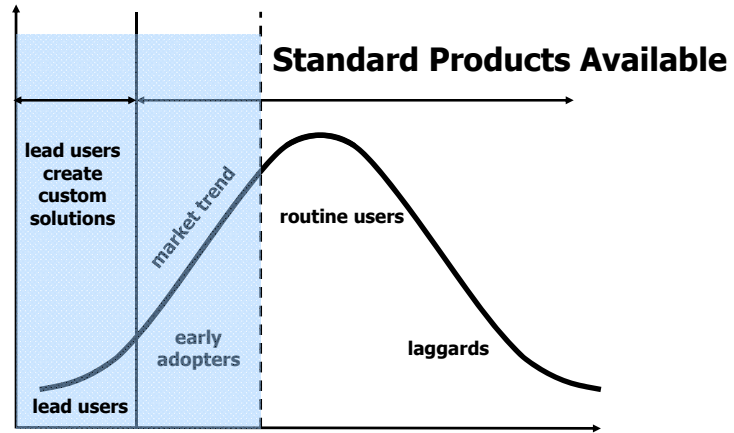 Standard Products Available
lead users
create
custom
solutions
market trend
routine users
early
adopters
laggards
lead users